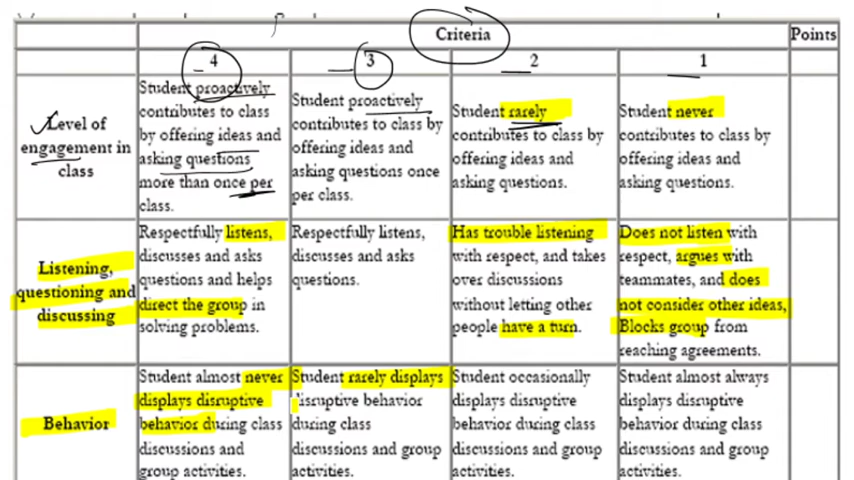 Criteria
Points
4
3
2
1
Level of
engagement in
class
Student proactively
contributes to class
by offering ideas and
asking questions
more than once per
class.
Student proactively
contributes to class by
offering ideas and
asking questions once
per class.
Student rarely
contributes to class by
offering ideas and
asking questions.
Student never
contributes to class by
offering ideas and
asking questions.
Listening,
questioning and
discussing
Respectfully listens,
discusses and asks
questions and helps
direct the group in
solving problems.
Respectfully listens,
discusses and asks
questions.
Has trouble listening
with respect, and takes
over discussions
without letting other
people have a turn.
Does not listen with
respect, argues with
teammates, and does
not consider other ideas,
Blocks group from
reaching agreements.
Behavior
Student almost never
displays disruptive
behavior during class
discussions and
group activities.
Student rarely displays
disruptive behavior
during class
discussions and group
activities.
Student occasionally
displays disruptive
behavior during class
discussions and group
activities.
Student almost always
displays disruptive
behavior during class
discussions and group
activities.